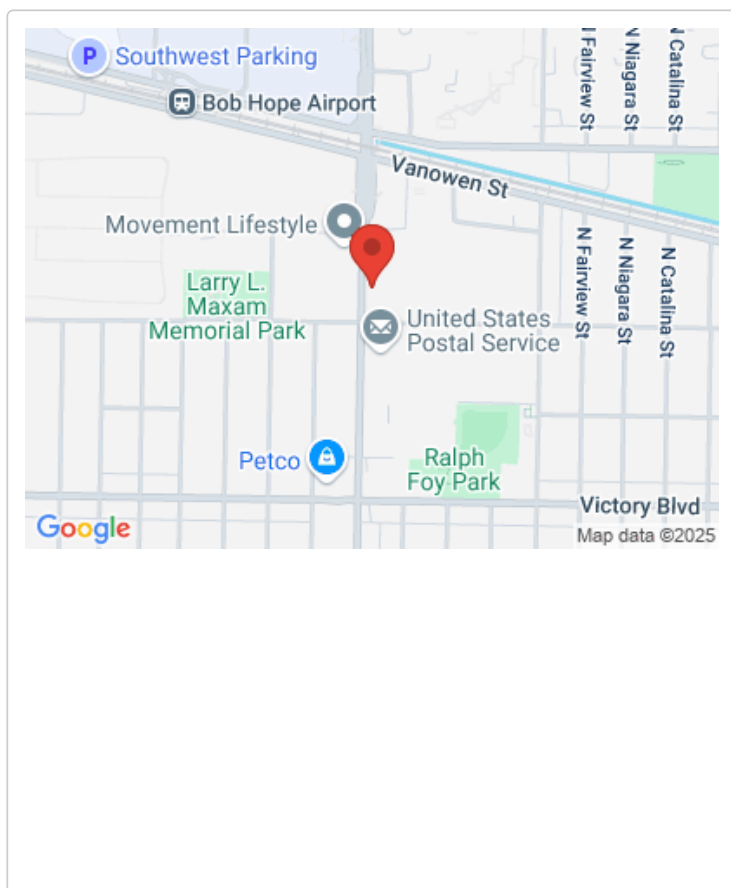 P Southwest Parking
Bob Hope Airport
N Fairview St
N Niagara St
N Catalina St
Vanowen St
Movement Lifestyle
Larry L.
Maxam
Memorial Park
United States
Postal Service
N Fairview St
N Niagara St
N Catalina St
Petco
Ralph
Foy Park
Victory Blvd
Google
Map data ©2025